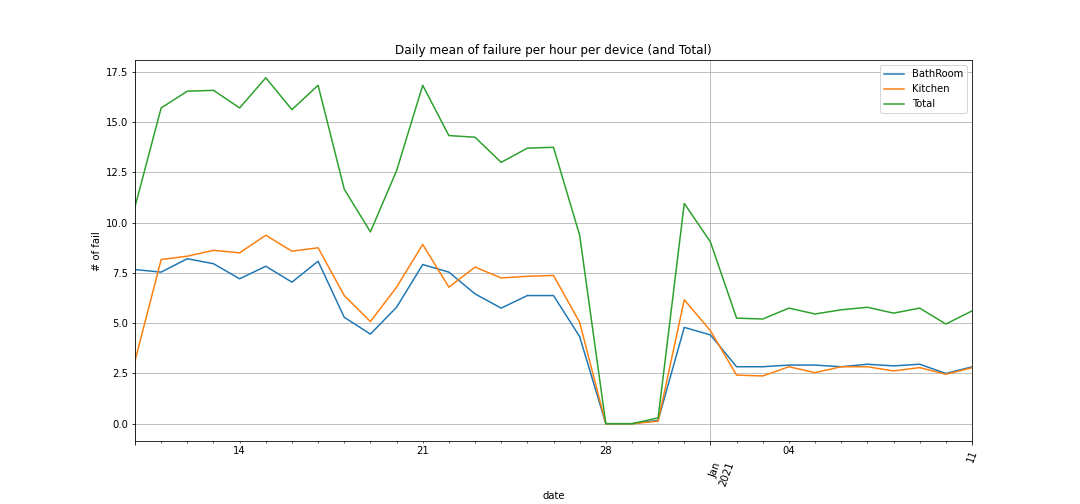 Daily mean of failure per hour per device (and Total)
BathRoom
Kitchen
Total
# of fail
17.5
15.0
12.5
10.0
7.5
5.0
2.5
0.0
14
21
28
Jan
2021
04
11
date